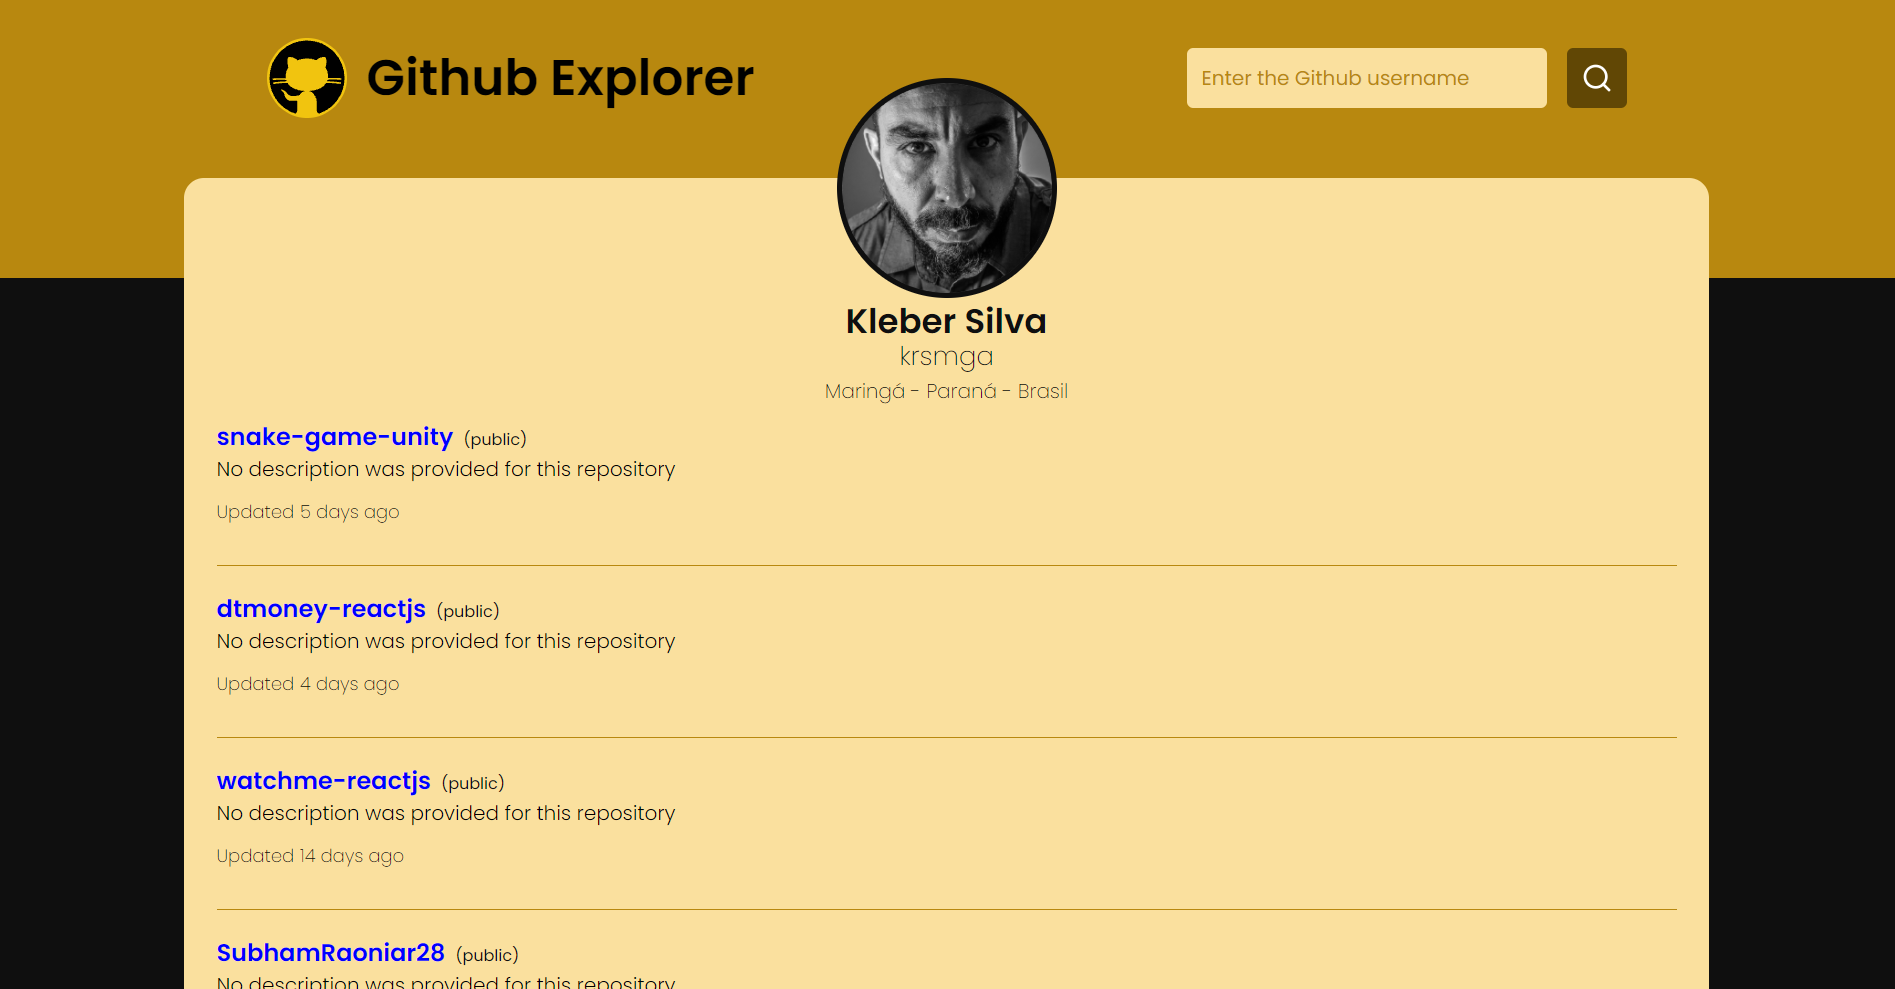 Github Explorer
Enter the Github username
Kleber Silva
krsmga
Maringá - Paraná - Brasil
snake-game-unity (public)
No description was provided for this repository
Updated 5 days ago
dtmoney-reactjs (public)
No description was provided for this repository
Updated 4 days ago
watchme-reactjs (public)
No description was provided for this repository
Updated 14 days ago
SubhamRaoniar28 (public)
No description was provided for this repository